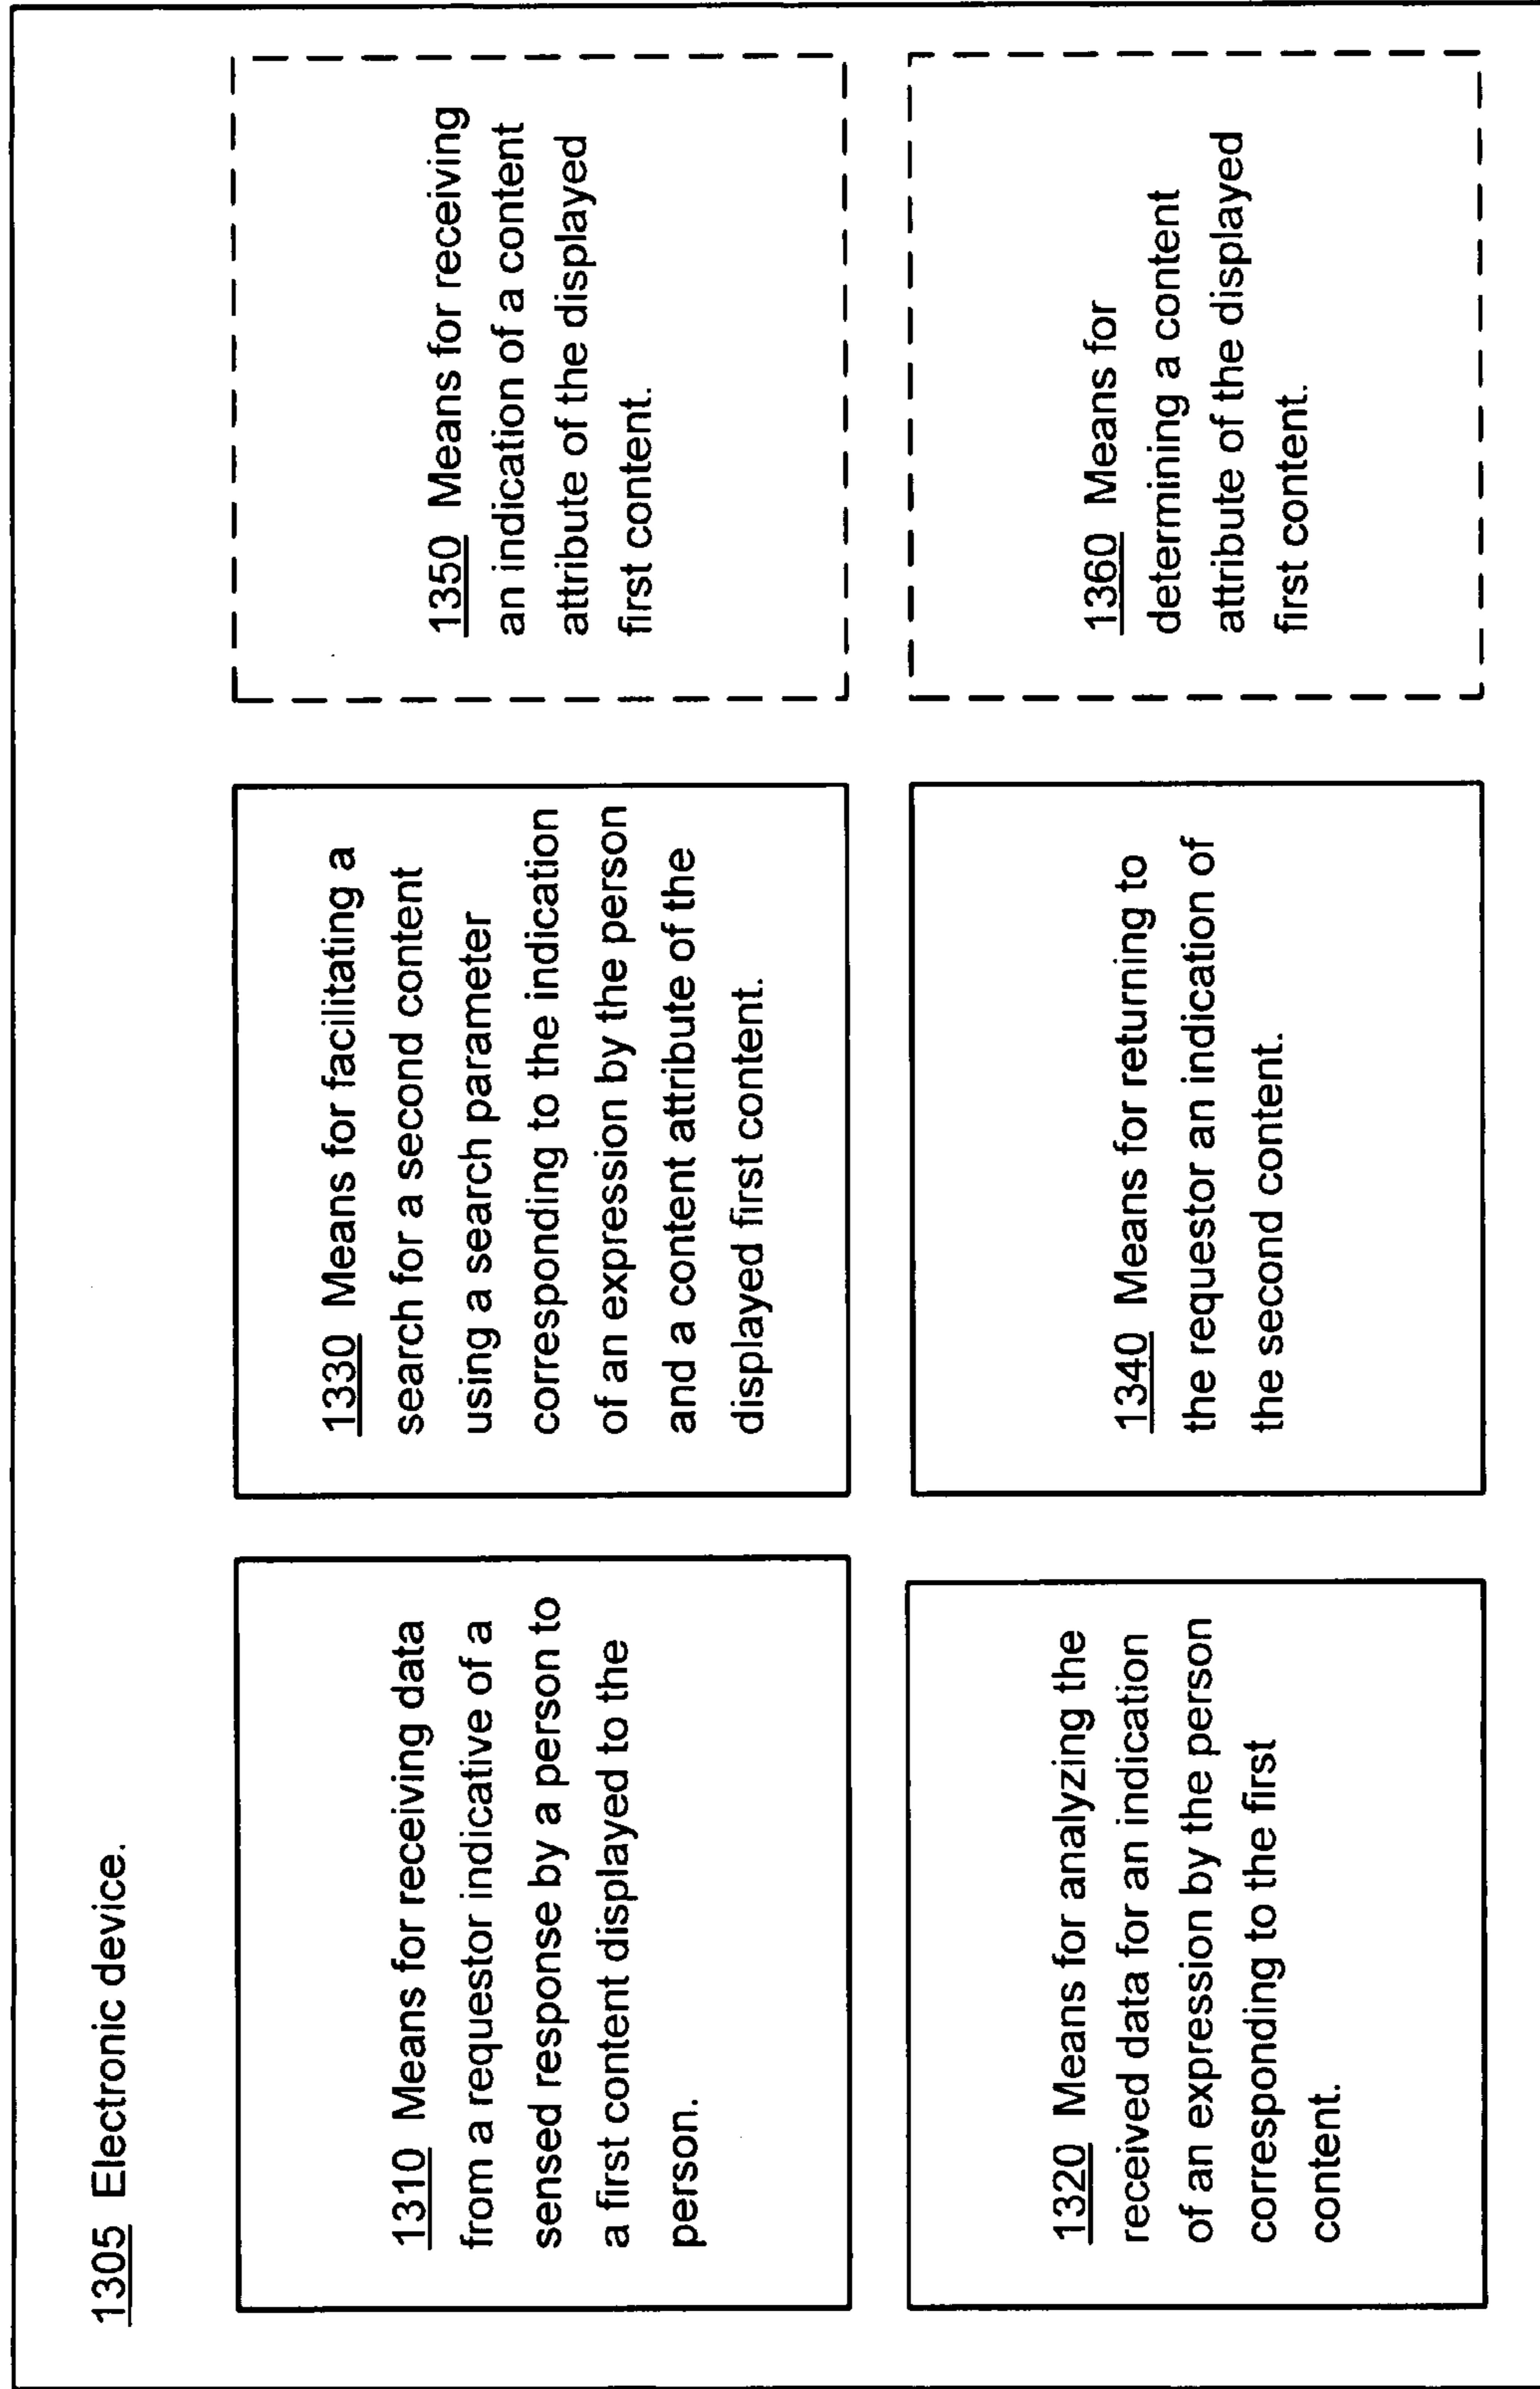 1305 Electronic device.
1310 Means for receiving data
from a requestor indicative of a
sensed response by a person to
a first content displayed to the
person.
1320 Means for analyzing the
received data for an indication
of an expression by the person
corresponding to the first
content.
1330 Means for facilitating a
search for a second content
using a search parameter
corresponding to the indication
of an expression by the person
and a content attribute of the
displayed first content.
1340 Means for returning to
the requestor an indication of
the second content.
1350 Means for receiving
an indication of a content
attribute of the displayed
first content.
1360 Means for
determining a content
attribute of the displayed
first content.